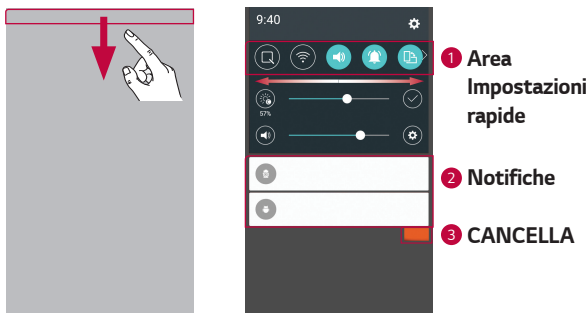 9:40
1 Area
Impostazioni
rapide
57%
2 Notifiche
3 CANCELLA